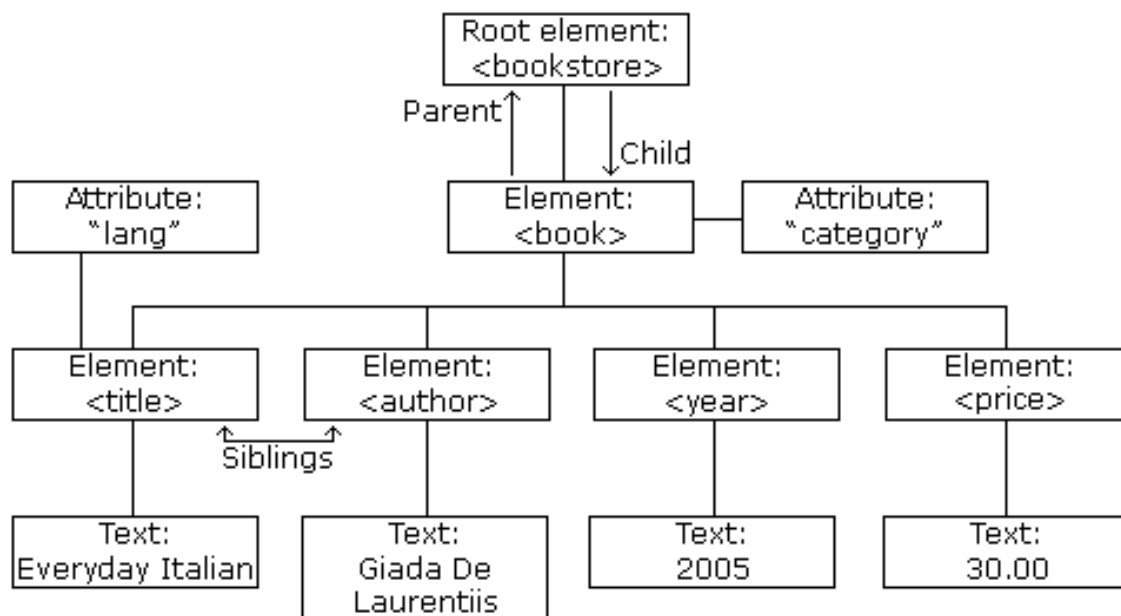 Root element:
<bookstore>
Parent
Child
Attribute:
“lang”
Element:
<book>
Attribute:
“category”
Element:
<title>
Element:
<author>
Element:
<year>
Element:
<price>
Siblings
Text:
Everyday Italian
Text:
Giada De
Laurentiis
Text:
2005
Text:
30.00